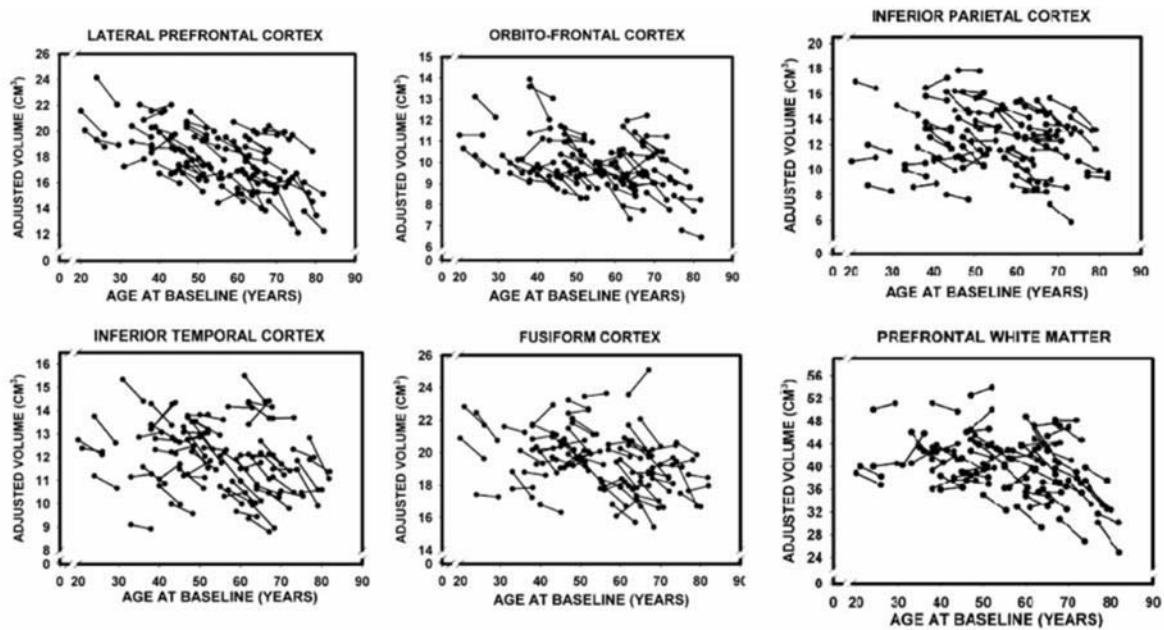 LATERAL PREFRONTAL CORTEX
ADJUSTED VOLUME (CM³)
26
24
22
20
18
16
14
12
0
0 20 30 40 50 60 70 80 90
AGE AT BASELINE (YEARS)
ORBITO-FRONTAL CORTEX
ADJUSTED VOLUME (CM³)
15
14
13
12
11
10
9
8
7
6
0
0 20 30 40 50 60 70 80 90
AGE AT BASELINE (YEARS)
INFERIOR PARIETAL CORTEX
ADJUSTED VOLUME (CM³)
20
18
16
14
12
10
8
6
0
0 20 30 40 50 60 70 80 90
AGE AT BASELINE (YEARS)
INFERIOR TEMPORAL CORTEX
ADJUSTED VOLUME (CM³)
16
15
14
13
12
11
10
9
8
0
0 20 30 40 50 60 70 80 90
AGE AT BASELINE (YEARS)
FUSIFORM CORTEX
ADJUSTED VOLUME (CM³)
26
24
22
20
18
16
14
0
0 20 30 40 50 60 70 80 90
AGE AT BASELINE (YEARS)
PREFRONTAL WHITE MATTER
ADJUSTED VOLUME (CM³)
56
52
48
44
40
36
32
28
24
0
0 20 30 40 50 60 70 80 90
AGE AT BASELINE (YEARS)